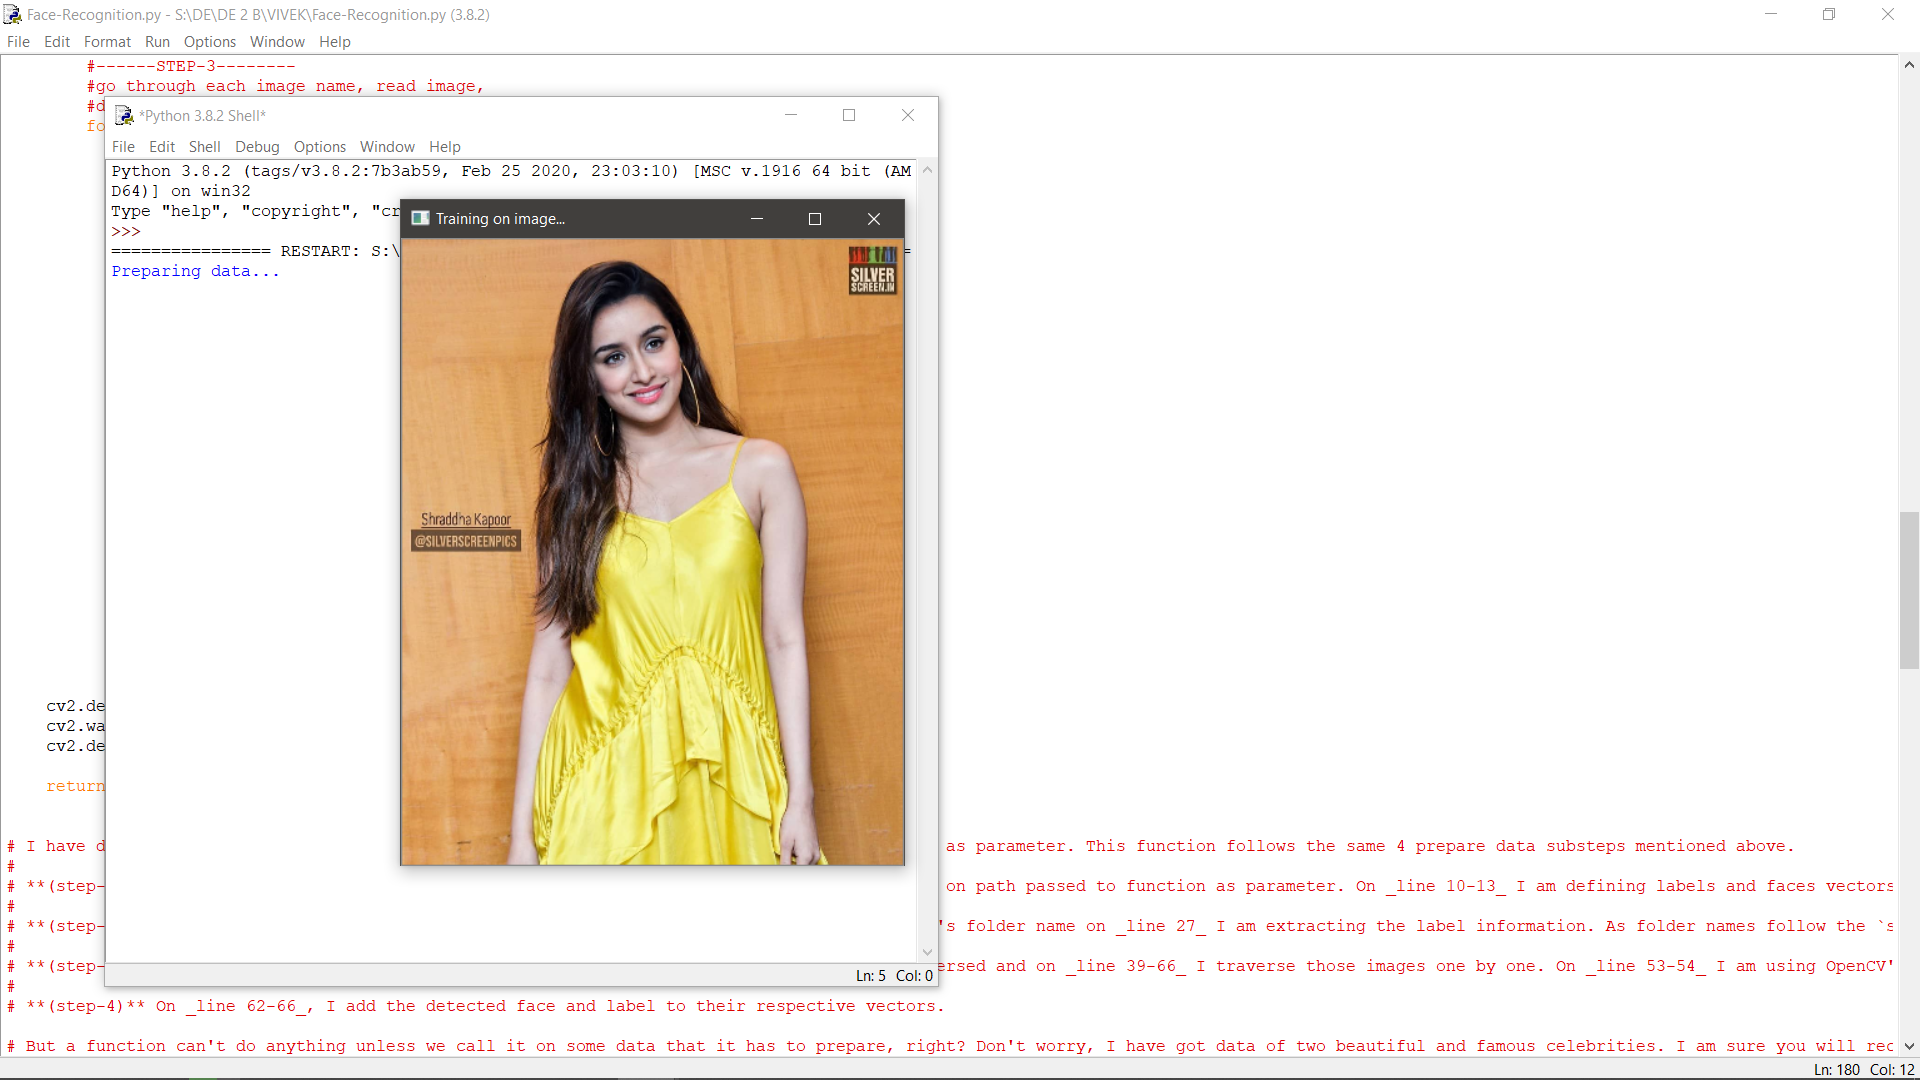 Face-Recognition.py - S:\DE\DE 2 B\VIVEK\Face-Recognition.py (3.8.2)
File Edit Format Run Options Window Help
#------STEP-3--------
#go through each image name, read image,
#d
fo
*Python 3.8.2 Shell*
File Edit Shell Debug Options Window Help
Python 3.8.2 (tags/v3.8.2:7b3ab59, Feb 25 2020, 23:03:10) [MSC v.1916 64 bit (AM
D64)] on win32
Type "help", "copyright", "cr
>>>
================ RESTART: S:\ =
Preparing data...
Training on image...
SILVER
SCREEN.IN
Shraddha Kapoor
@SILVERSCREENPICS
cv2.de
cv2.wa
cv2.de
return
# I have d as parameter. This function follows the same 4 prepare data substeps mentioned above.
#
# **(step- on path passed to function as parameter. On _line 10-13_ I am defining labels and faces vectors
#
# **(step- 's folder name on _line 27_ I am extracting the label information. As folder names follow the `s
#
# **(step- ersed and on _line 39-66_ I traverse those images one by one. On _line 53-54_ I am using OpenCV'
#
# **(step-4)** On _line 62-66_, I add the detected face and label to their respective vectors.
# But a function can't do anything unless we call it on some data that it has to prepare, right? Don't worry, I have got data of two beautiful and famous celebrities. I am sure you will rec
Ln: 5 Col: 0
Ln: 180 Col: 12